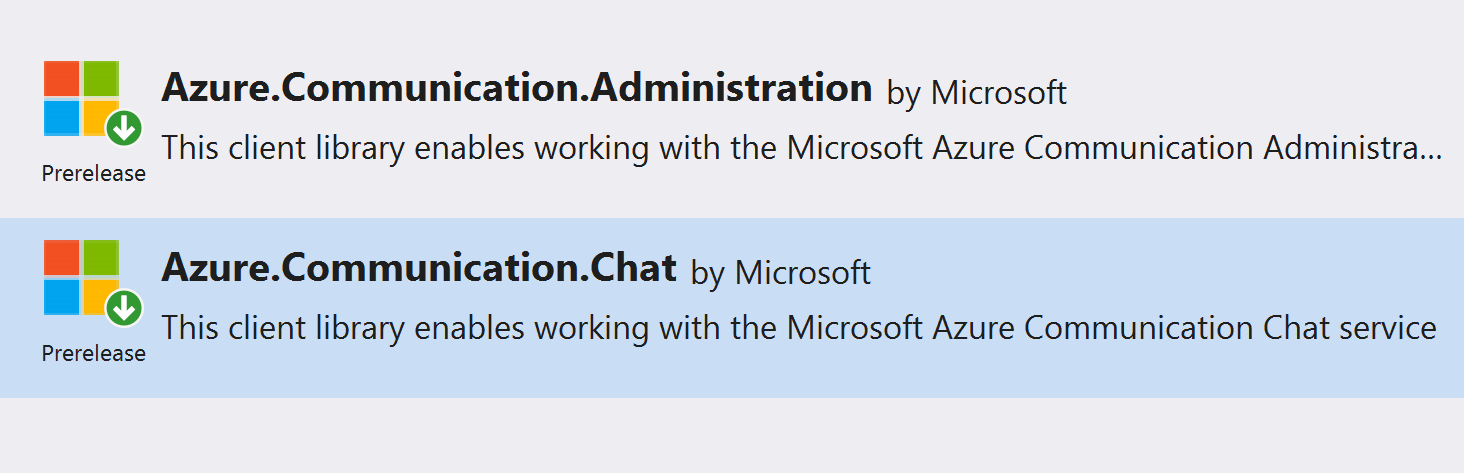 Azure.Communication.Administration by Microsoft
This client library enables working with the Microsoft Azure Communication Administra...
Prerelease
Azure.Communication.Chat by Microsoft
This client library enables working with the Microsoft Azure Communication Chat service
Prerelease